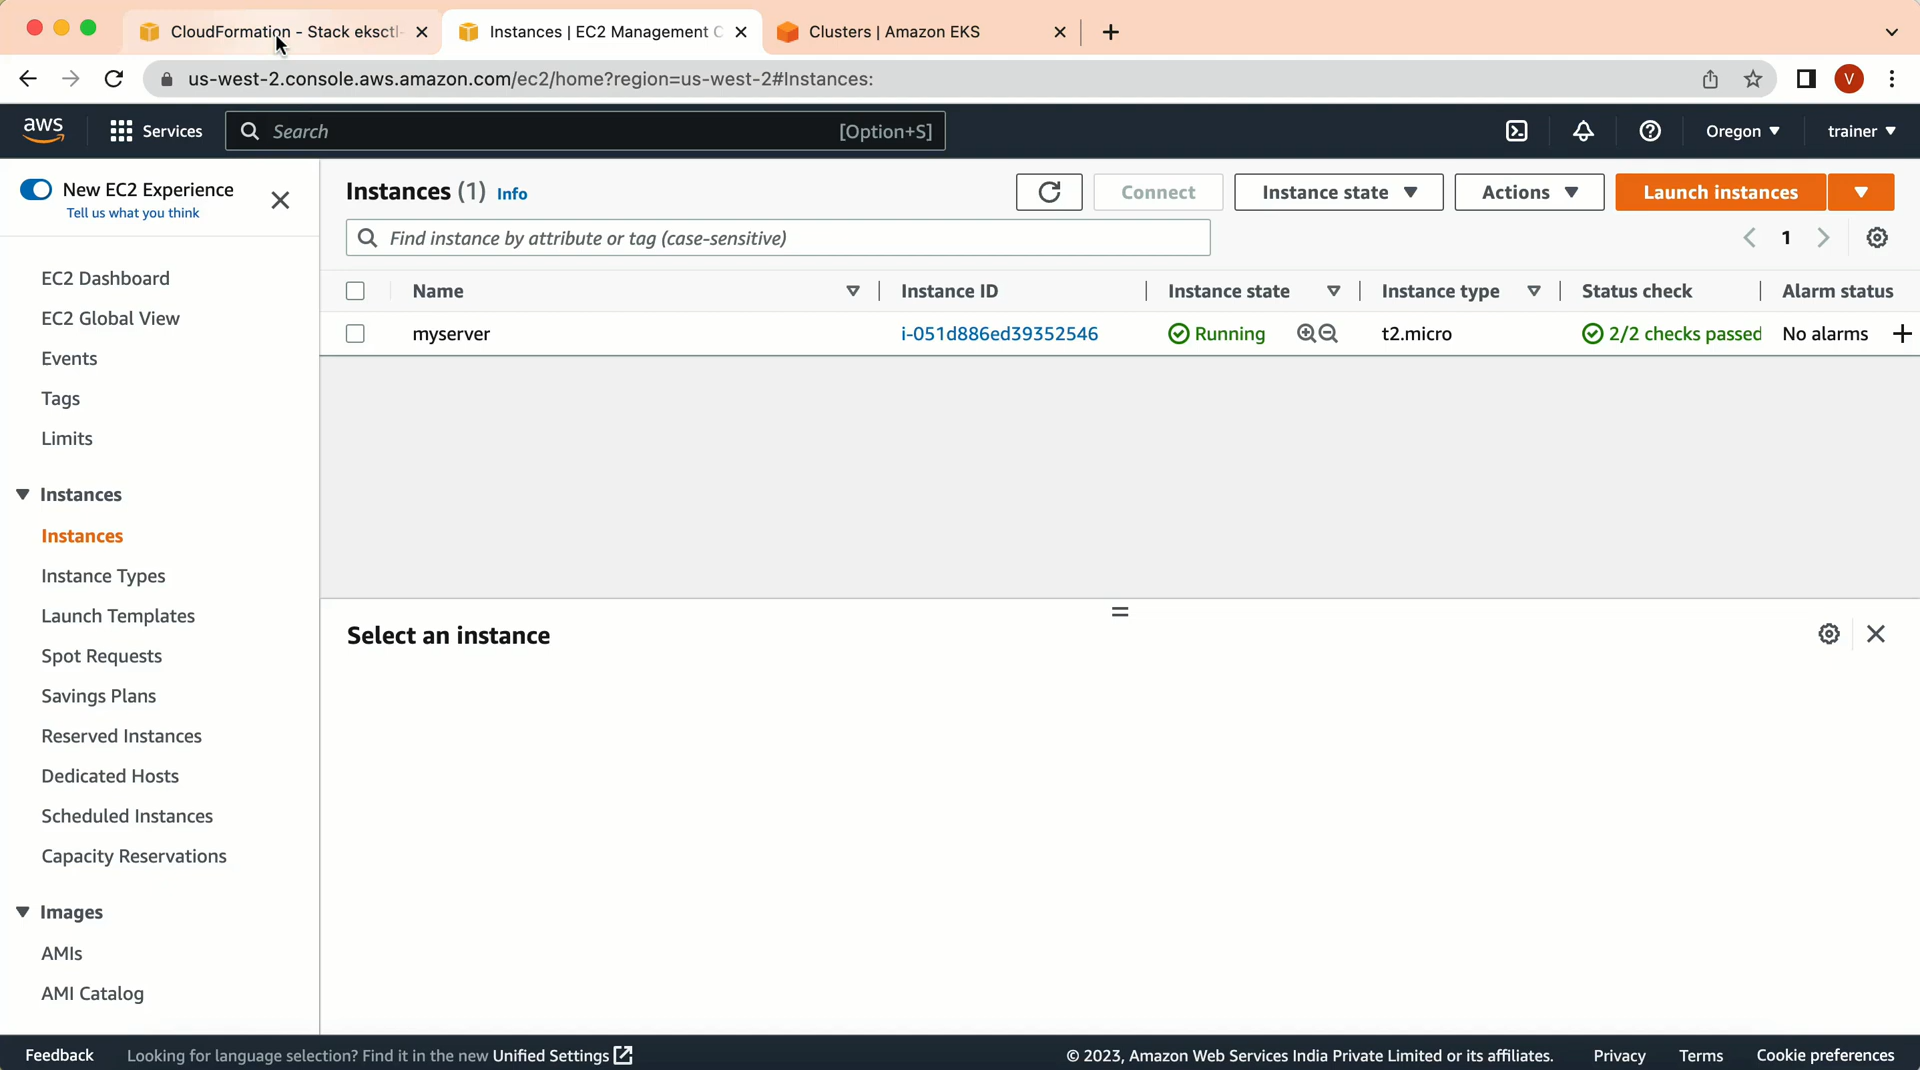 CloudFormation - Stack eksctl-
Instances | EC2 Management C
Clusters | Amazon EKS
us-west-2.console.aws.amazon.com/ec2/home?region=us-west-2#Instances:
V
aws
Services
Search
[Option+S]
Oregon
trainer
New EC2 Experience
Tell us what you think
EC2 Dashboard
EC2 Global View
Events
Tags
Limits
Instances
Instances
Instance Types
Launch Templates
Spot Requests
Savings Plans
Reserved Instances
Dedicated Hosts
Scheduled Instances
Capacity Reservations
Images
AMIs
AMI Catalog
Instances (1) Info
Connect
Instance state
Actions
Launch instances
Find instance by attribute or tag (case-sensitive)
1
Name
Instance ID
Instance state
Instance type
Status check
Alarm status
myserver
i-051d886ed39352546
Running
t2.micro
2/2 checks passed
No alarms
Select an instance
Feedback
Looking for language selection? Find it in the new Unified Settings
© 2023, Amazon Web Services India Private Limited or its affiliates.
Privacy
Terms
Cookie preferences